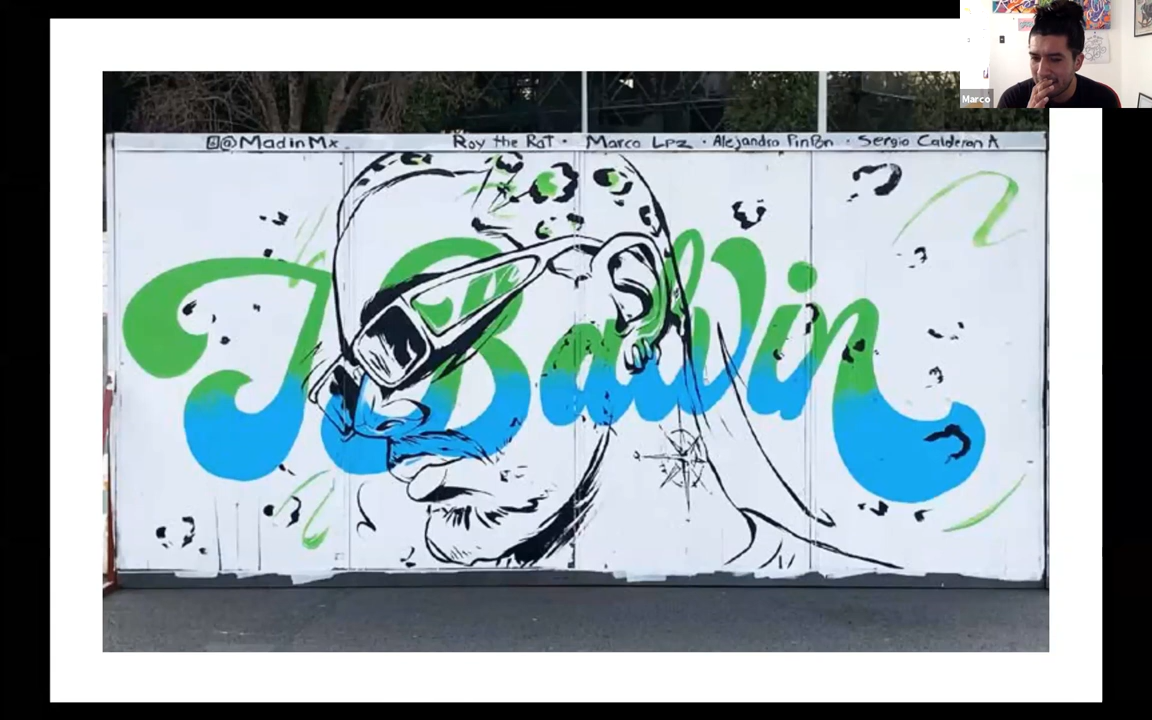 Marco
@MadinMx Roy the Rat · Marco Lpz · Alejandro PinPon · Sergio Calderon A
J Balvin